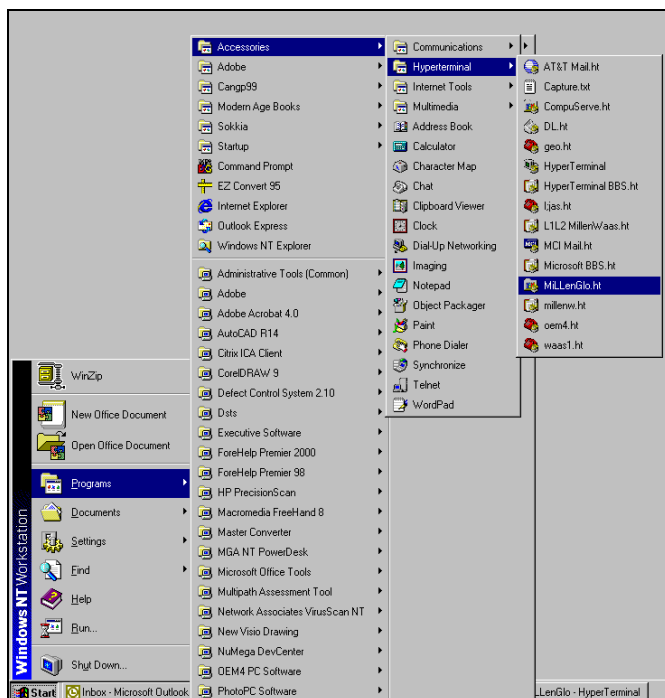 WinZip
New Office Document
Open Office Document
Programs
Documents
Settings
Find
Help
Run...
Shut Down...
Windows NT Workstation
Accessories
Adobe
Cangp99
Modern Age Books
Sokkia
Startup
Command Prompt
EZ Convert 95
Internet Explorer
Outlook Express
Windows NT Explorer
Administrative Tools (Common)
Adobe
Adobe Acrobat 4.0
AutoCAD R14
Citrix ICA Client
CorelDRAW 9
Defect Control System 2.10
Dsts
Executive Software
ForeHelp Premier 2000
ForeHelp Premier 98
HP PrecisionScan
Macromedia FreeHand 8
Master Converter
MGA NT PowerDesk
Microsoft Office Tools
Multipath Assessment Tool
Network Associates VirusScan NT
New Visio Drawing
NuMega DevCenter
OEM4 PC Software
PhotoPC Software
Communications
Hyperterminal
Internet Tools
Multimedia
Address Book
Calculator
Character Map
Chat
Clipboard Viewer
Clock
Dial-Up Networking
Imaging
Notepad
Object Packager
Paint
Phone Dialer
Synchronize
Telnet
WordPad
AT&T Mail.ht
Capture.txt
CompuServe.ht
DL.ht
geo.ht
HyperTerminal
HyperTerminal BBS.ht
l;jas.ht
L1L2 MillenWaas.ht
MCI Mail.ht
Microsoft BBS.ht
MiLLenGlo.ht
millenw.ht
oem4.ht
waas1.ht
Start
Inbox - Microsoft Outlook
LLenGlo - HyperTerminal